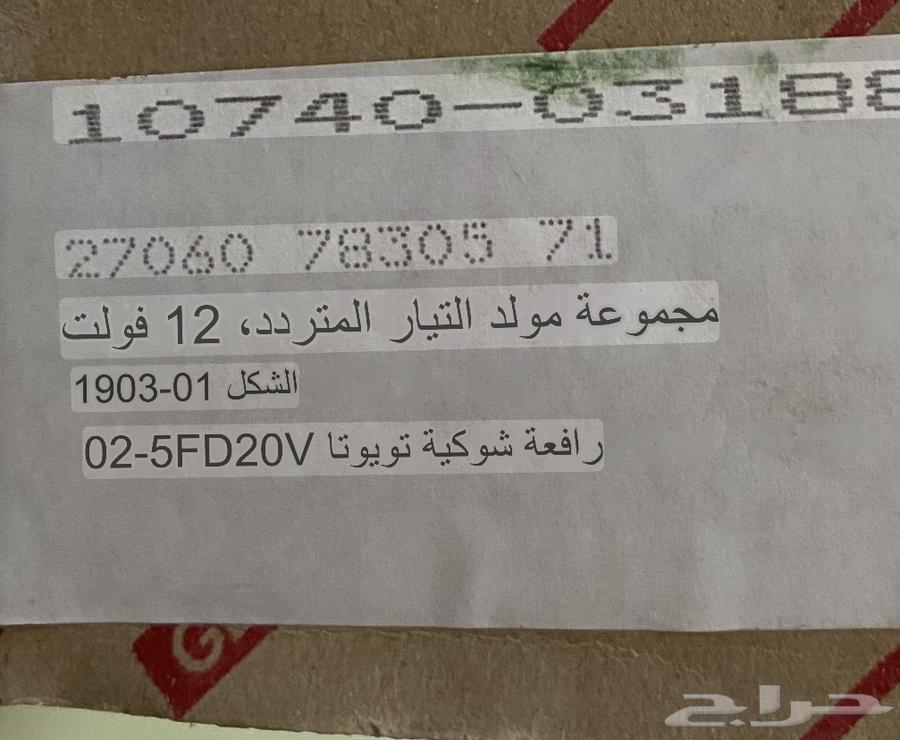 10740-03188
27060 78305 71
مجموعة مولد التيار المتردد، 12 فولت
الشكل 01-1903
رافعة شوكية تويوتا 02-5FD20V
حراج